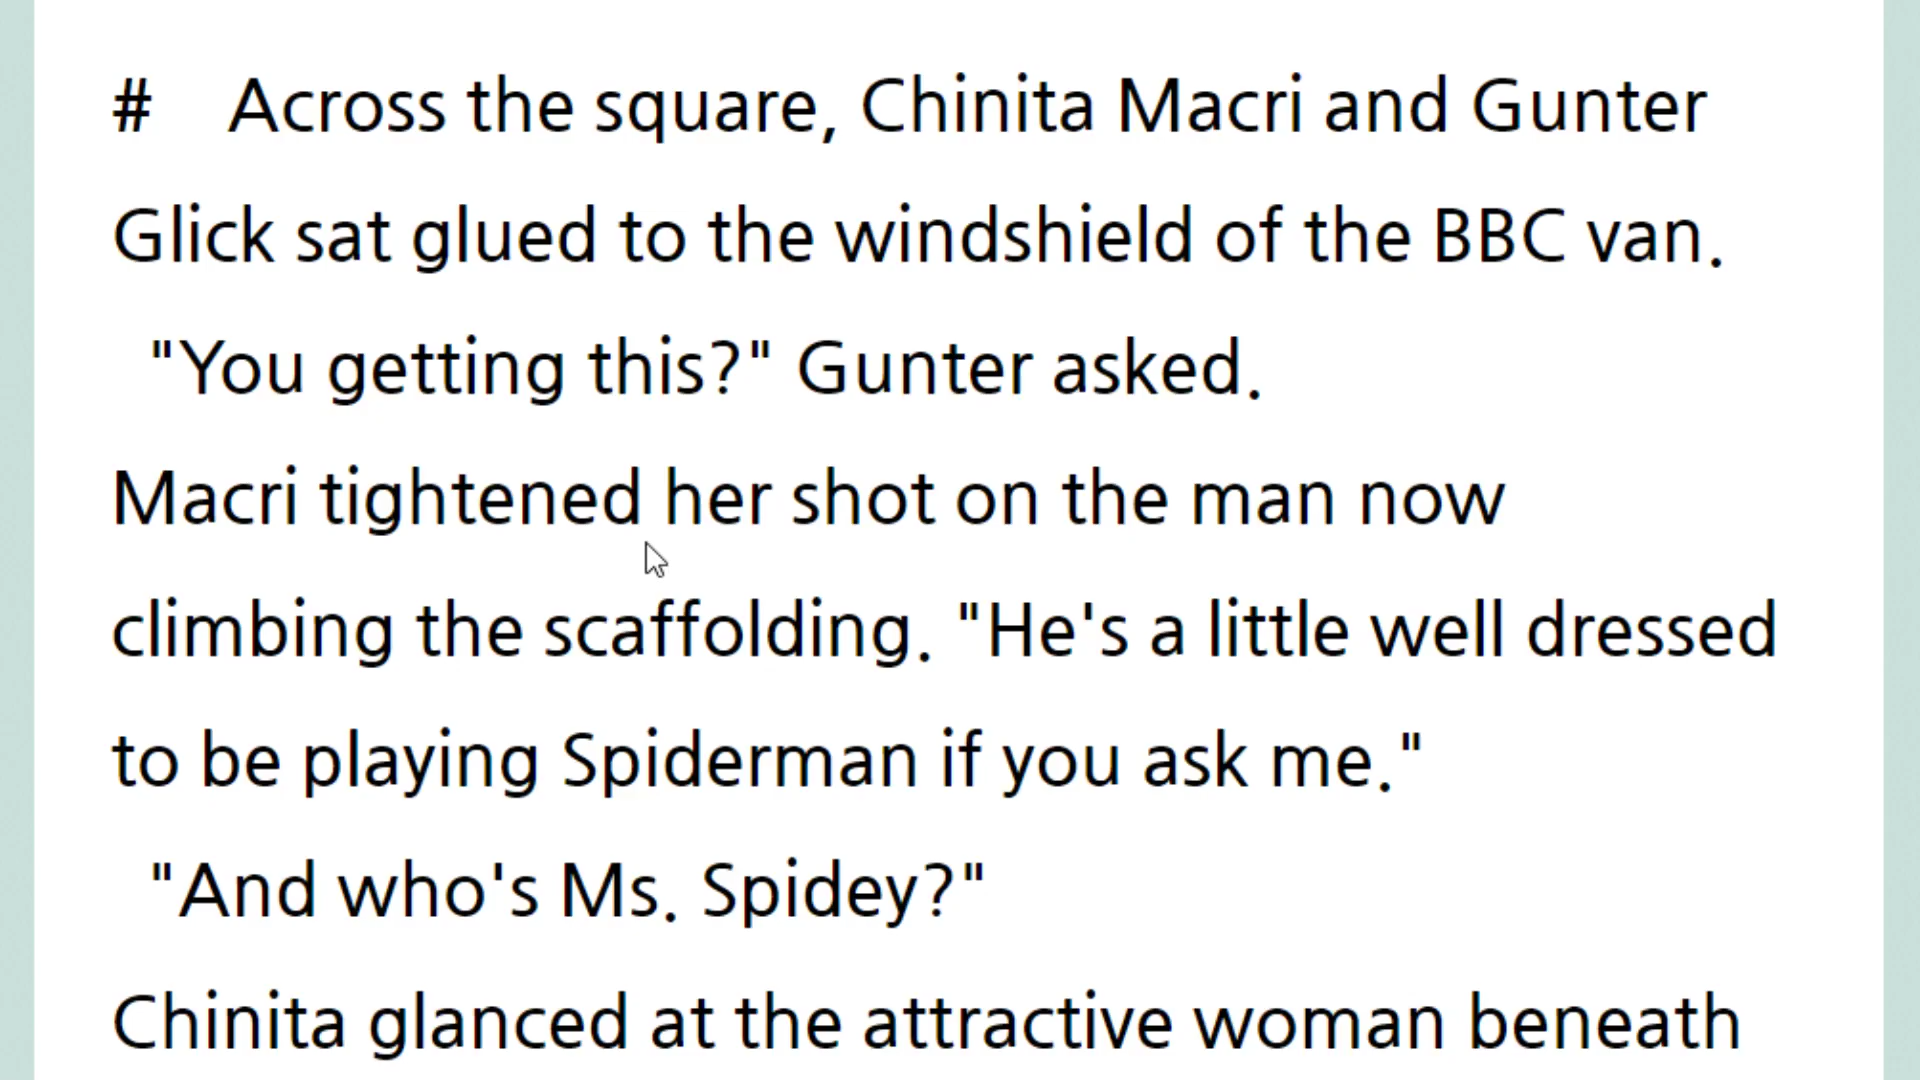 # Across the square, Chinita Macri and Gunter
Glick sat glued to the windshield of the BBC van.
"You getting this?" Gunter asked.
Macri tightened her shot on the man now
climbing the scaffolding. "He's a little well dressed
to be playing Spiderman if you ask me."
"And who's Ms. Spidey?"
Chinita glanced at the attractive woman beneath